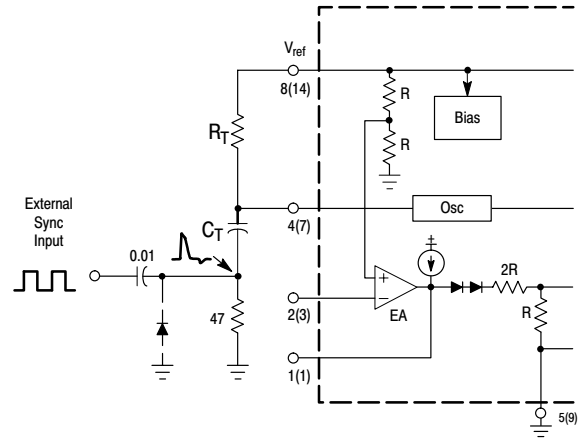 V_ref
8(14)
R
Bias
R_T
R
External
Sync
Input
C_T
4(7)
Osc
0.01
47
2(3)
+
−
EA
2R
R
1(1)
5(9)